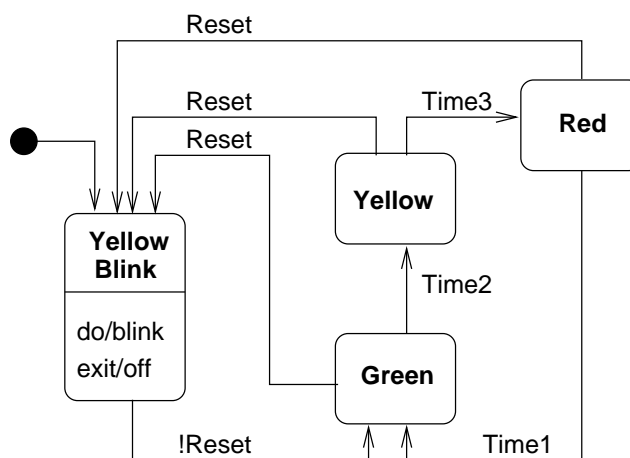 Reset
Reset
Time3
Red
Reset
Yellow
Yellow
Blink
Time2
do/blink
exit/off
Green
!Reset
Time1